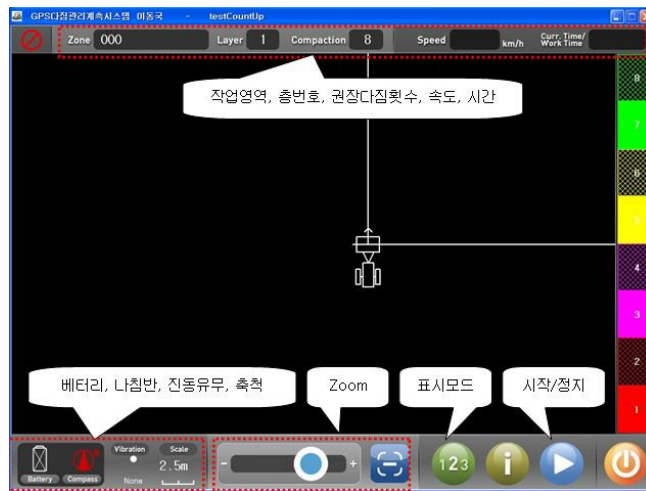 GPS다짐관리계측시스템 이동국 - testCountUp
Zone 000 Layer 1 Compaction 8 Speed km/h Curr. Time/ Work Time
작업영역, 층번호, 권장다짐횟수, 속도, 시간
8
7
6
5
4
3
2
1
베터리, 나침반, 진동유무, 축척
Zoom
표시모드
시작/정지
Battery Compass
Vibration
None
Scale
2.5m
- +
123
i